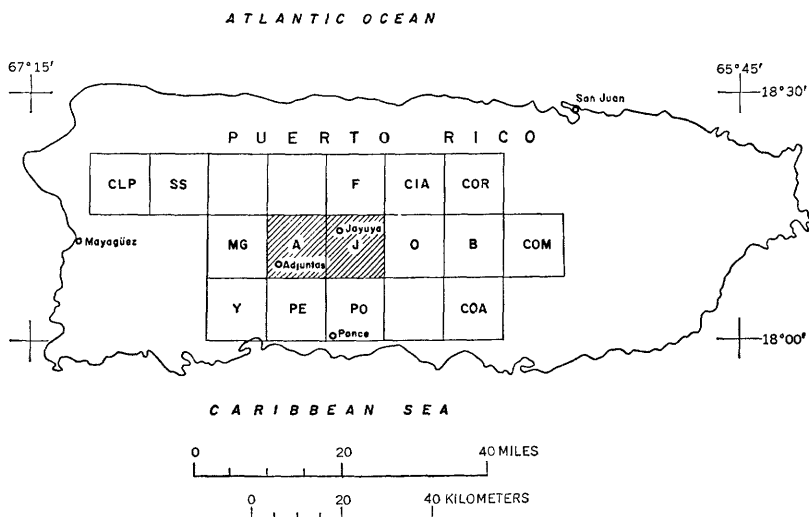 ATLANTIC OCEAN
67°15'
65°45'
18°30'
San Juan
PUERTO RICO
CLP SS F CIA COR
Jayuya
Mayagüez
MG A J O B COM
Adjuntas
Y PE PO COA
Ponce
18°00'
CARIBBEAN SEA
0 20 40 MILES
0 20 40 KILOMETERS